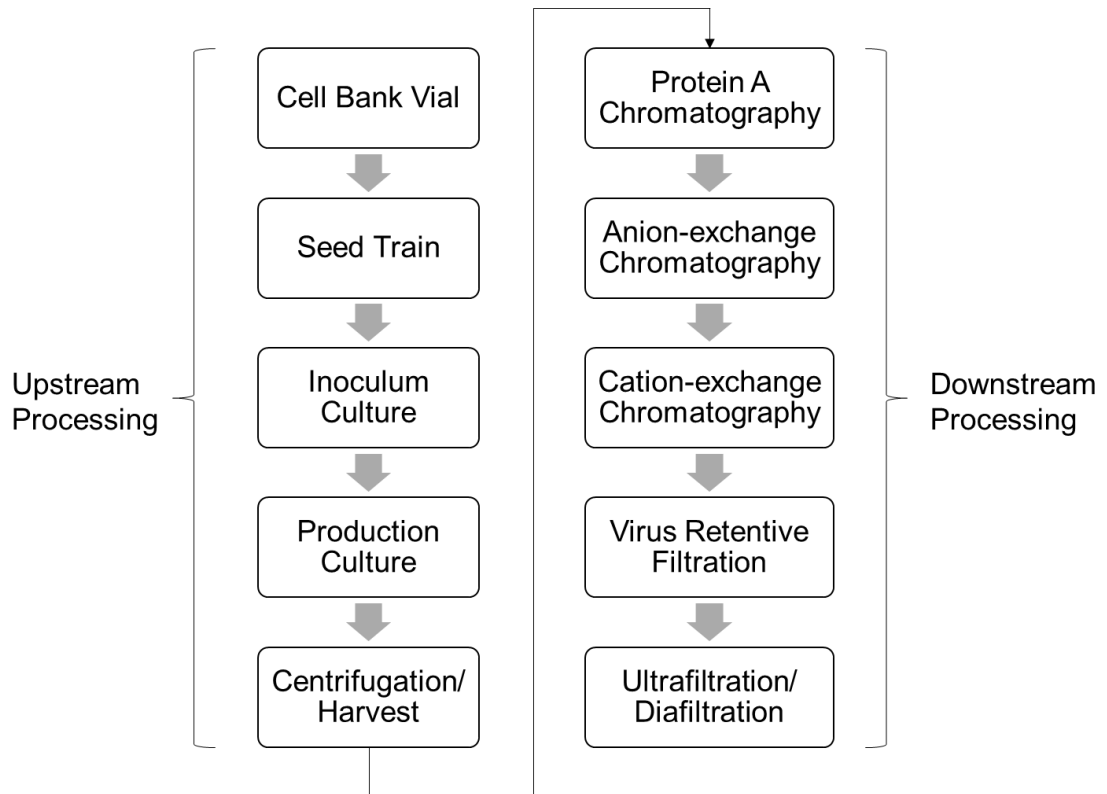 Upstream
Processing
Cell Bank Vial
Seed Train
Inoculum
Culture
Production
Culture
Centrifugation/
Harvest
Protein A
Chromatography
Anion-exchange
Chromatography
Cation-exchange
Chromatography
Virus Retentive
Filtration
Ultrafiltration/
Diafiltration
Downstream
Processing